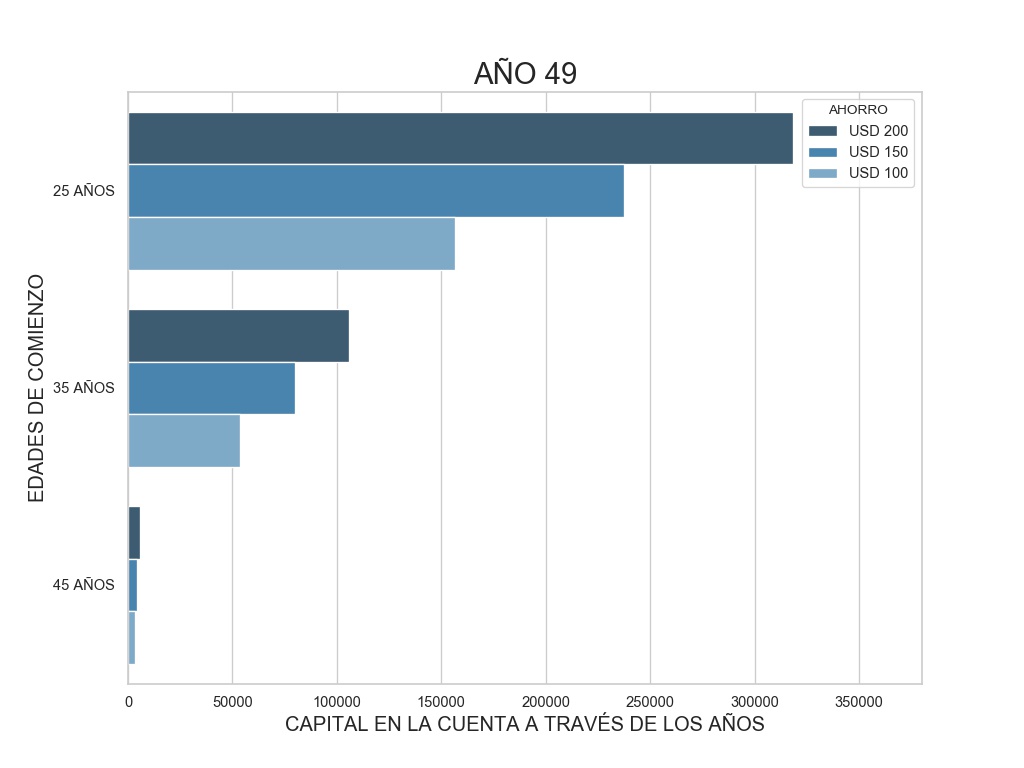 AÑO 49
AHORRO
USD 200
USD 150
USD 100
EDADES DE COMIENZO
25 AÑOS
35 AÑOS
45 AÑOS
0 50000 100000 150000 200000 250000 300000 350000
CAPITAL EN LA CUENTA A TRAVÉS DE LOS AÑOS